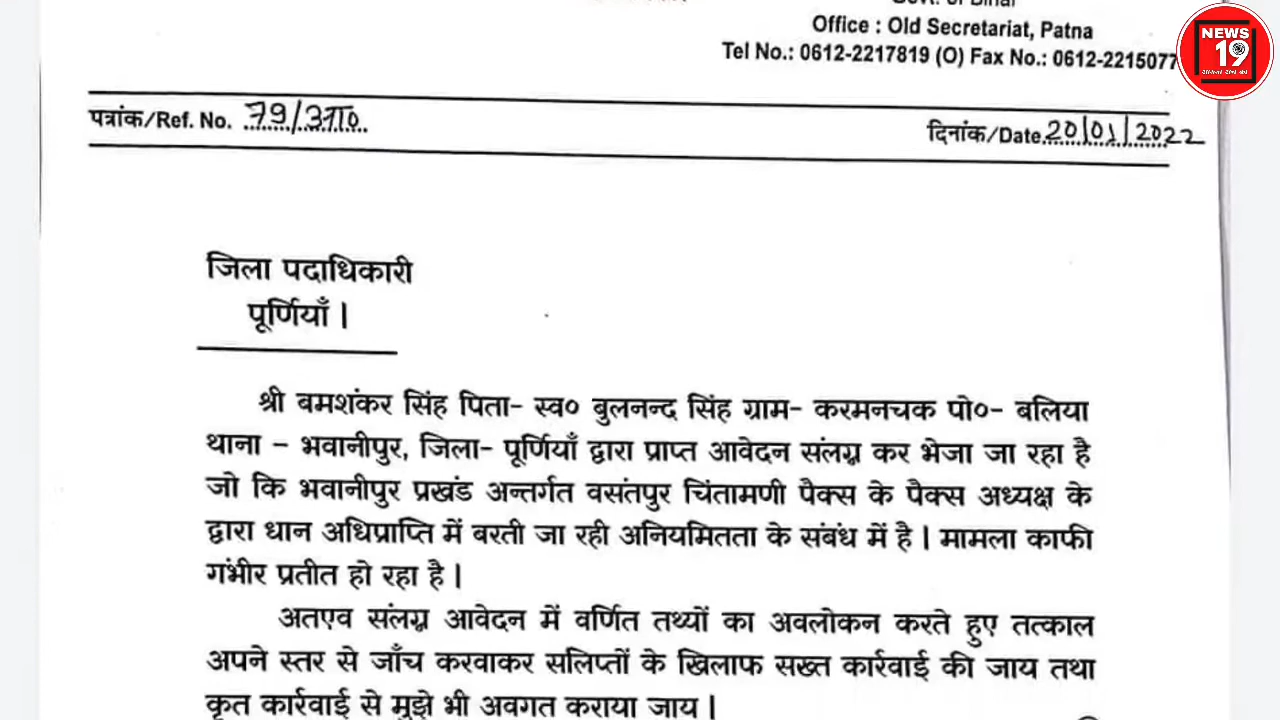 Govt. of Bihar
Office : Old Secretariat, Patna
Tel No.: 0612-2217819 (O) Fax No.: 0612-2215077
NEWS
19
पत्रांक/Ref. No. 79/आ0
दिनांक/Date 20/01/2022
जिला पदाधिकारी
पूर्णियाँ।
श्री बमशंकर सिंह पिता- स्व० बुलनन्द सिंह ग्राम- करमनचक पो०- बलिया
थाना - भवानीपुर, जिला- पूर्णियाँ द्वारा प्राप्त आवेदन संलग्न कर भेजा जा रहा है
जो कि भवानीपुर प्रखंड अन्तर्गत वसंतपुर चिंतामणी पैक्स के पैक्स अध्यक्ष के
द्वारा धान अधिप्राप्ति में बरती जा रही अनियमितता के संबंध में है। मामला काफी
गंभीर प्रतीत हो रहा है।
अतएव संलग्न आवेदन में वर्णित तथ्यों का अवलोकन करते हुए तत्काल
अपने स्तर से जाँच करवाकर सलिप्तों के खिलाफ सख्त कार्रवाई की जाय तथा
कृत कार्रवाई से मुझे भी अवगत कराया जाय।